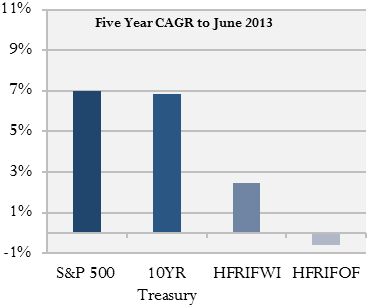 Five Year CAGR to June 2013
11%
9%
7%
5%
3%
1%
-1%
S&P 500 10YR HFRIFWI HFRIFOF
Treasury